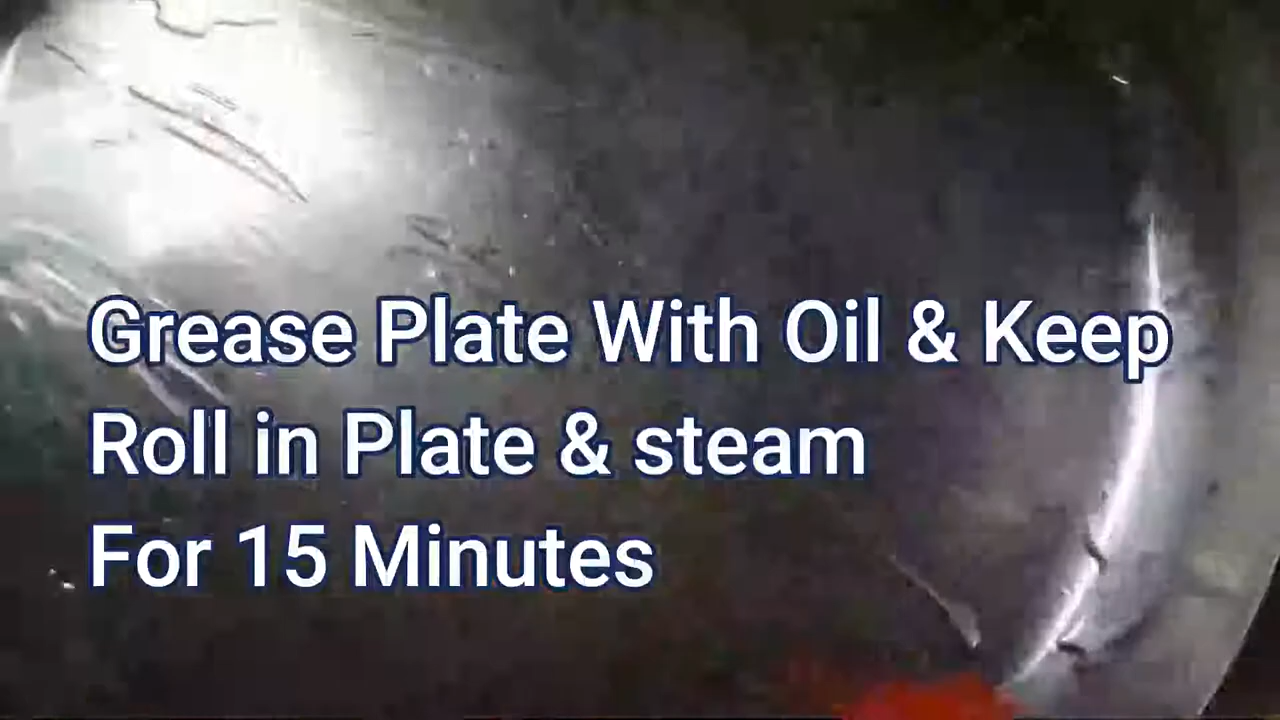 Grease Plate With Oil & Keep
Roll in Plate & steam
For 15 Minutes